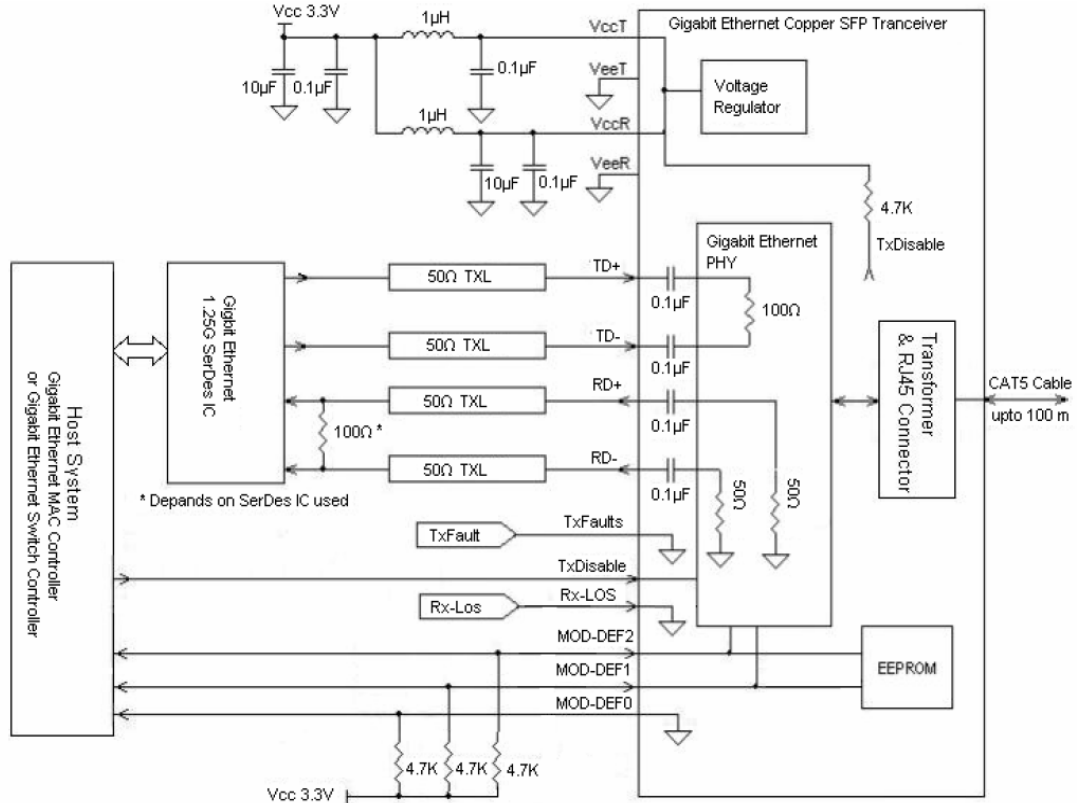 Vcc 3.3V
1µH
VccT
Gigabit Ethernet Copper SFP Tranceiver
10µF
0.1µF
0.1µF
VeeT
Voltage
Regulator
1µH
VccR
10µF
0.1µF
VeeR
4.7K
TxDisable
Gigabit Ethernet
PHY
Host System
Gigabit Ethernet MAC Controller
or Gigabit Ethernet Switch Controller
Gigbit Ethernet
1.25G SerDes IC
50Ω TXL
TD+
0.1µF
100Ω
50Ω TXL
TD-
0.1µF
50Ω TXL
RD+
0.1µF
100Ω *
50Ω TXL
RD-
0.1µF
50Ω
50Ω
* Depands on SerDes IC used
Transformer
& RJ45 Connector
CAT5 Cable
upto 100 m
TxFault
TxFaults
TxDisable
Rx-Los
Rx-LOS
MOD-DEF2
MOD-DEF1
MOD-DEF0
EEPROM
4.7K
4.7K
4.7K
Vcc 3.3V